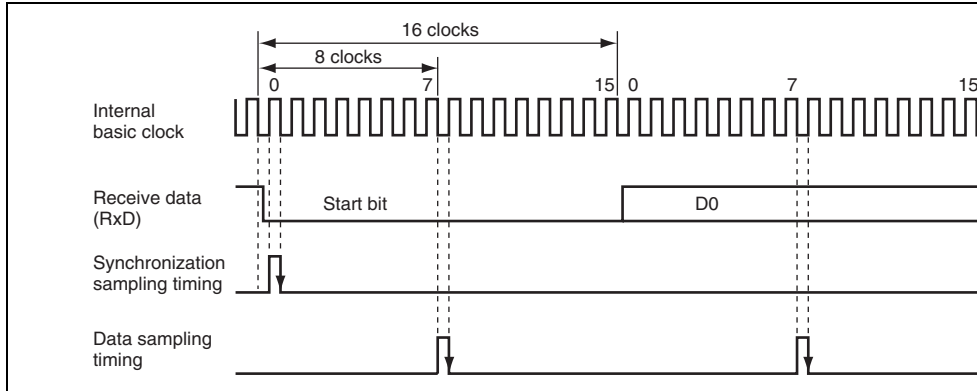 16 clocks
8 clocks
0 7 15 0 7 15
Internal
basic clock
Receive data
(RxD)
Start bit
D0
Synchronization
sampling timing
Data sampling
timing